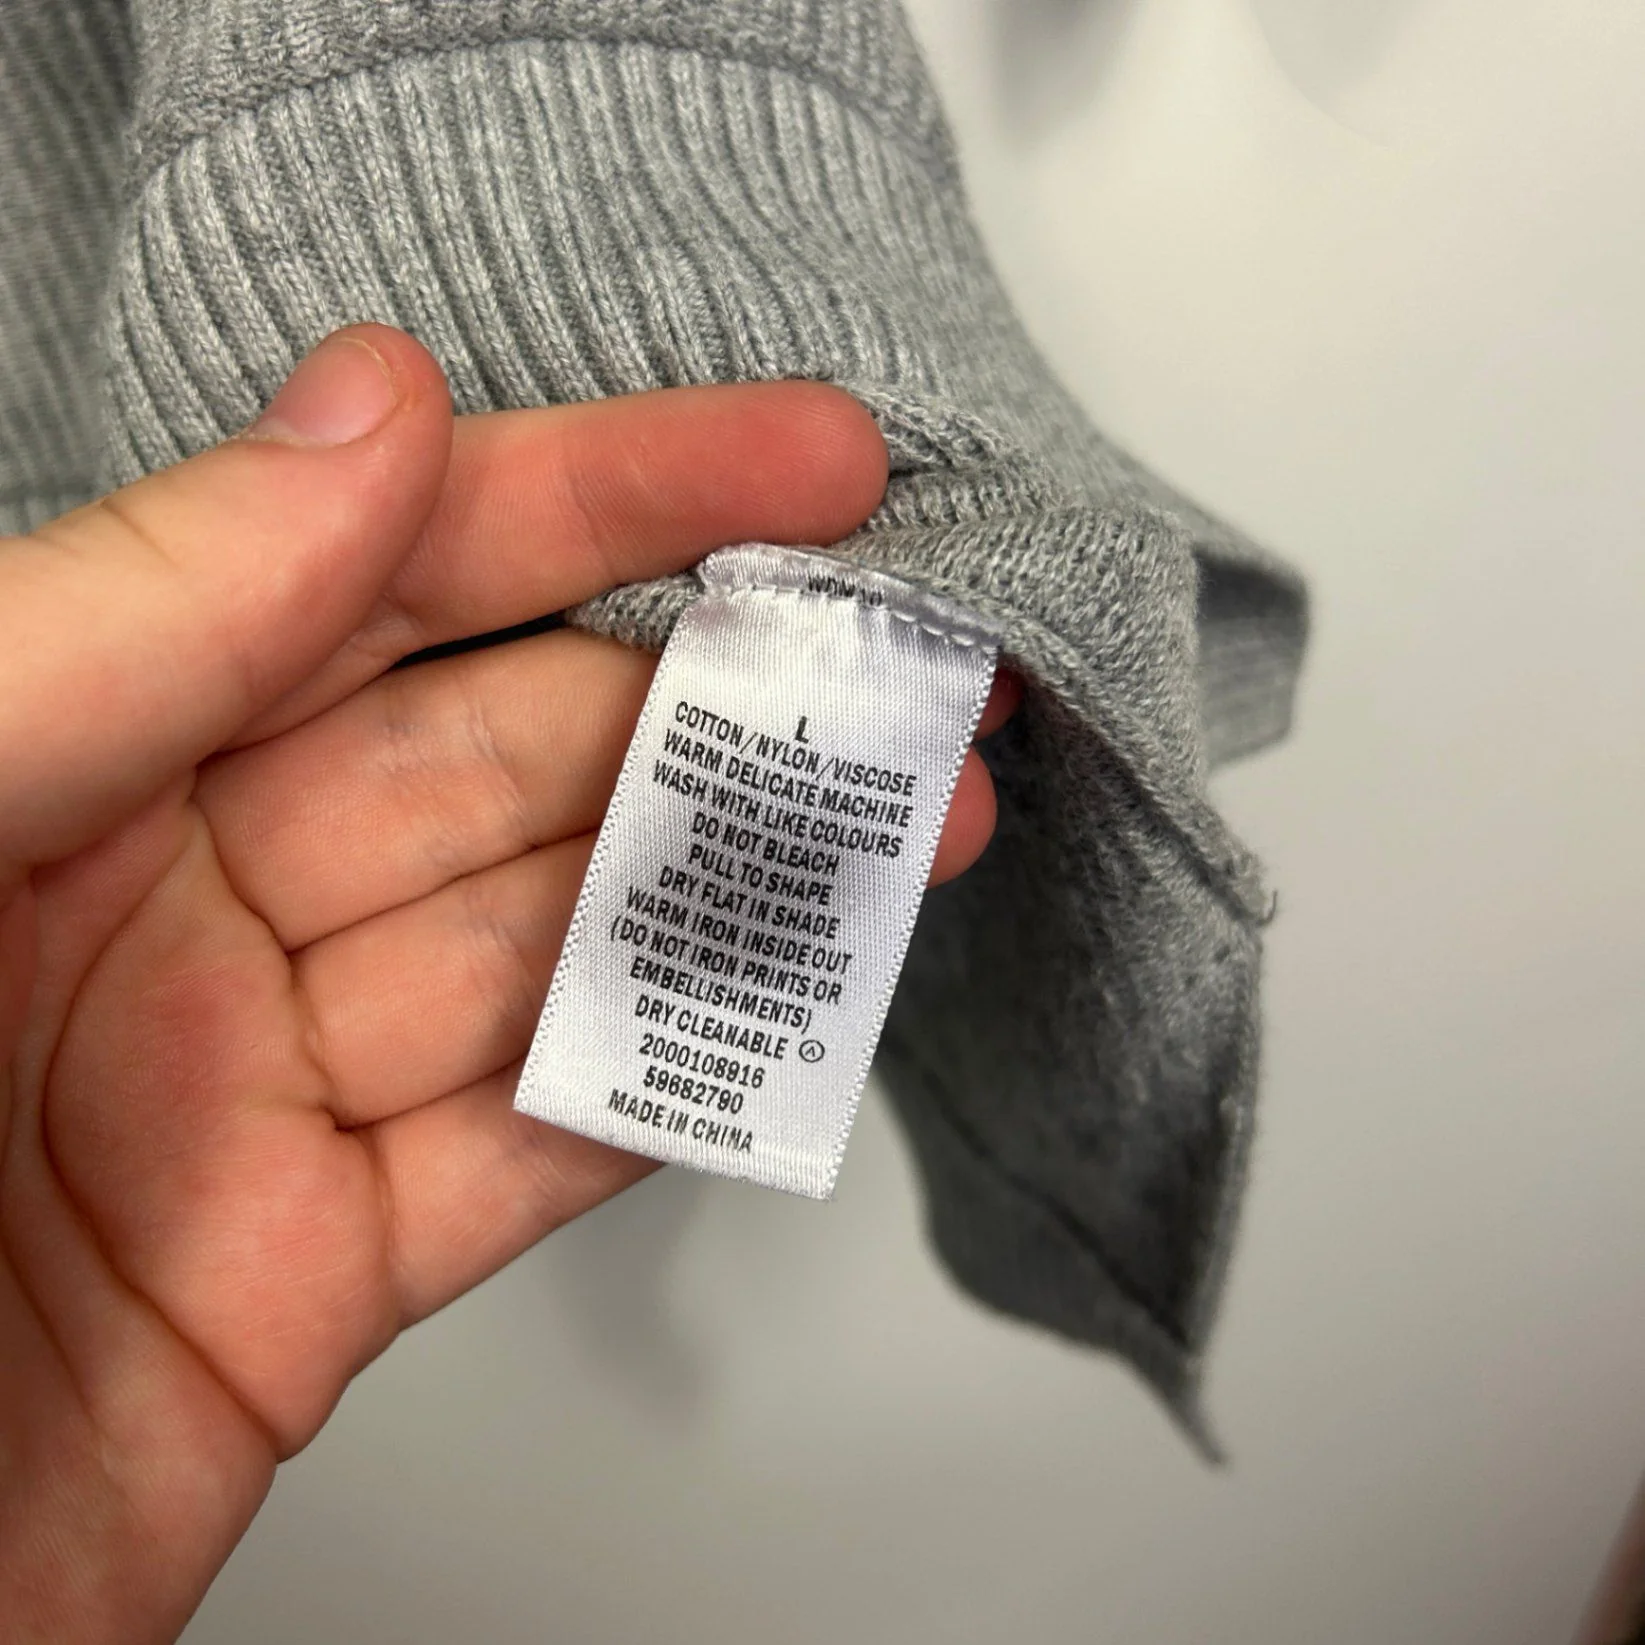 L
COTTON/NYLON/VISCOSE
WARM DELICATE MACHINE
WASH WITH LIKE COLOURS
DO NOT BLEACH
PULL TO SHAPE
DRY FLAT IN SHADE
WARM IRON INSIDE OUT
(DO NOT IRON PRINTS OR
EMBELLISHMENTS)
DRY CLEANABLE Ⓐ
2000108916
59682790
MADE IN CHINA